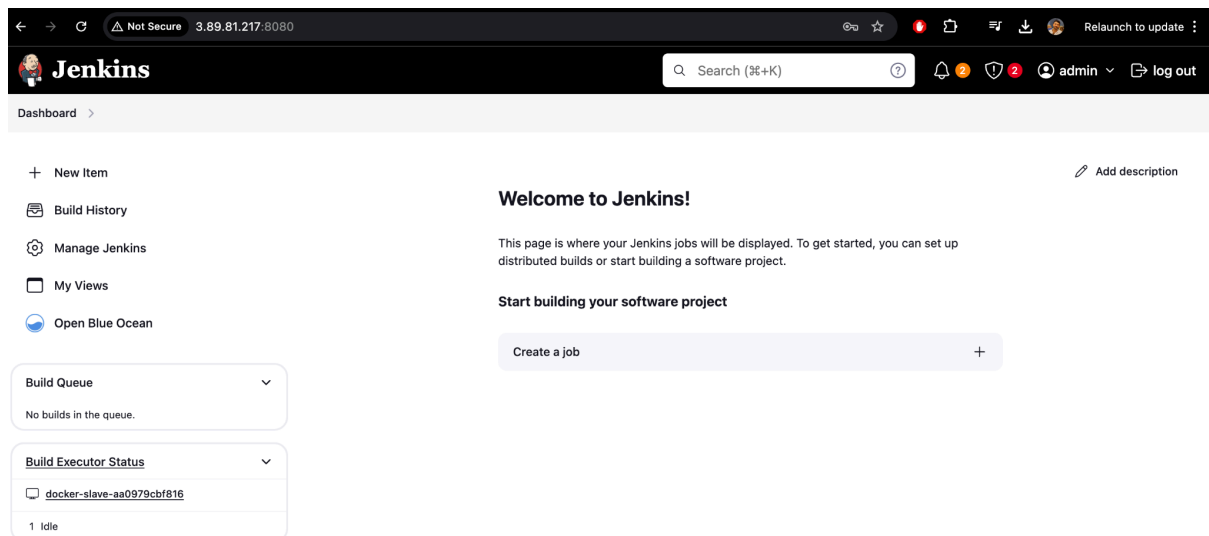 Not Secure 3.89.81.217:8080 Relaunch to update
Jenkins Search (⌘+K) 2 2 admin log out
Dashboard
New Item
Add description
Build History
Welcome to Jenkins!
Manage Jenkins
This page is where your Jenkins jobs will be displayed. To get started, you can set up
distributed builds or start building a software project.
My Views
Start building your software project
Open Blue Ocean
Create a job
Build Queue
No builds in the queue.
Build Executor Status
docker-slave-aa0979cbf816
1 Idle